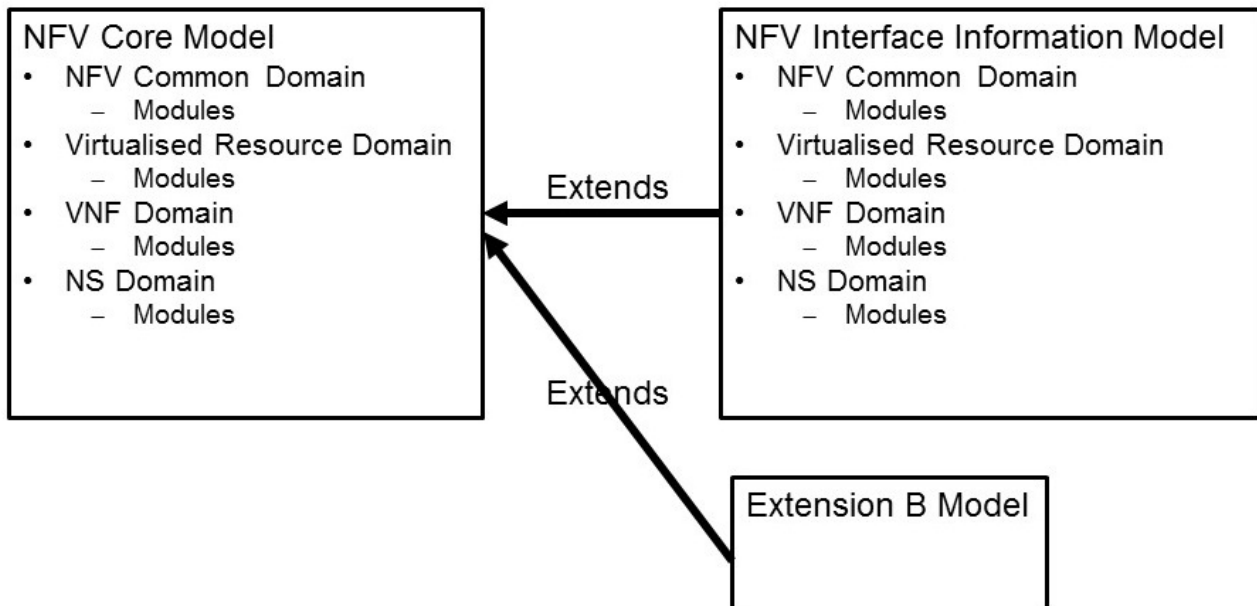 NFV Core Model
• NFV Common Domain
– Modules
• Virtualised Resource Domain
– Modules
• VNF Domain
– Modules
• NS Domain
– Modules
Extends
Extends
NFV Interface Information Model
• NFV Common Domain
– Modules
• Virtualised Resource Domain
– Modules
• VNF Domain
– Modules
• NS Domain
– Modules
Extension B Model